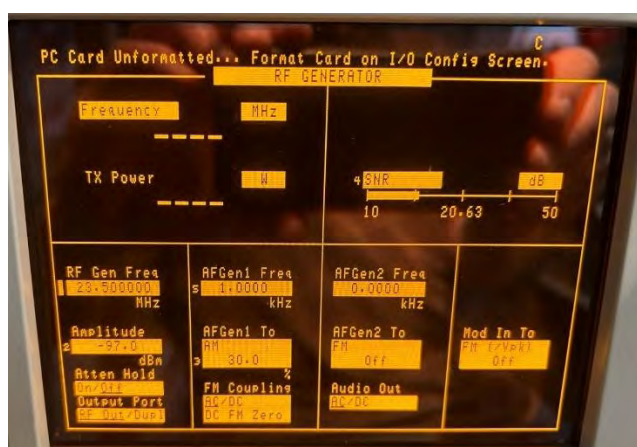 C
PC Card Unformatted... Format Card on I/O Config Screen.
RF GENERATOR
Frequency MHz
----
TX Power W
----
4 SNR dB
10 20.63 50
RF Gen Freq
1 23.500000
MHz
Amplitude
2 -97.0
dBm
Atten Hold
On/Off
Output Port
RF Out/Dupl
AFGen1 Freq
5 1.0000
kHz
AFGen1 To
AM
3 30.0
%
FM Coupling
AC/DC
DC FM Zero
AFGen2 Freq
0.0000
kHz
AFGen2 To
FM
Off
Audio Out
AC/DC
Mod In To
FM (/Vpk)
Off